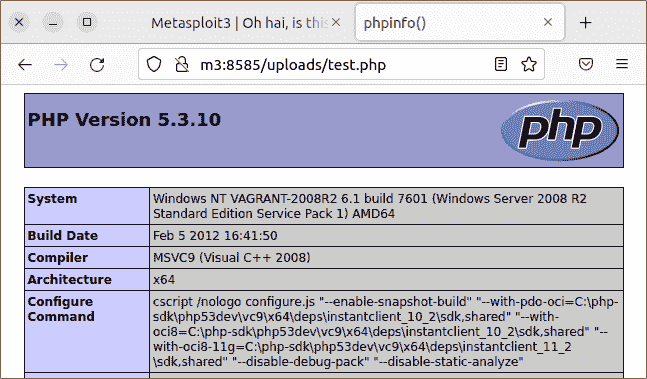 Metasploit3 | Oh hai, is this
phpinfo()
m3:8585/uploads/test.php
PHP Version 5.3.10
php
System
Windows NT VAGRANT-2008R2 6.1 build 7601 (Windows Server 2008 R2
Standard Edition Service Pack 1) AMD64
Build Date
Feb 5 2012 16:41:50
Compiler
MSVC9 (Visual C++ 2008)
Architecture
x64
Configure
Command
cscript /nologo configure.js "--enable-snapshot-build" "--with-pdo-oci=C:\php-
sdk\php53dev\vc9\x64\deps\instantclient_10_2\sdk,shared" "--with-
oci8=C:\php-sdk\php53dev\vc9\x64\deps\instantclient_10_2\sdk,shared" "--
with-oci8-11g=C:\php-sdk\php53dev\vc9\x64\deps\instantclient_11_2
\sdk,shared" "--disable-debug-pack" "--disable-static-analyze"